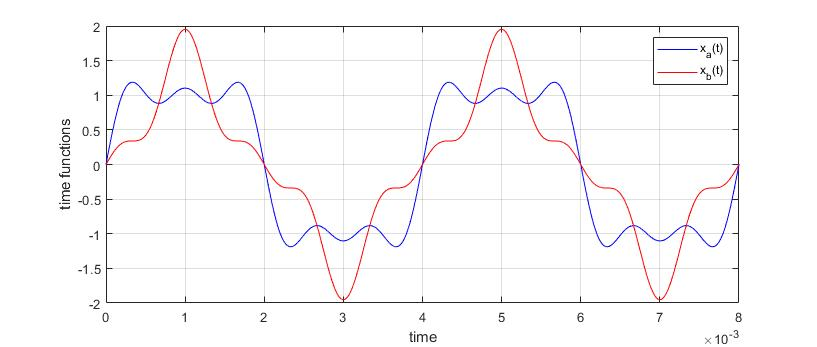 2
1.5
1
0.5
0
-0.5
-1
-1.5
-2
time functions
x_a(t)
x_b(t)
0 1 2 3 4 5 6 7 8
time
×10^-3